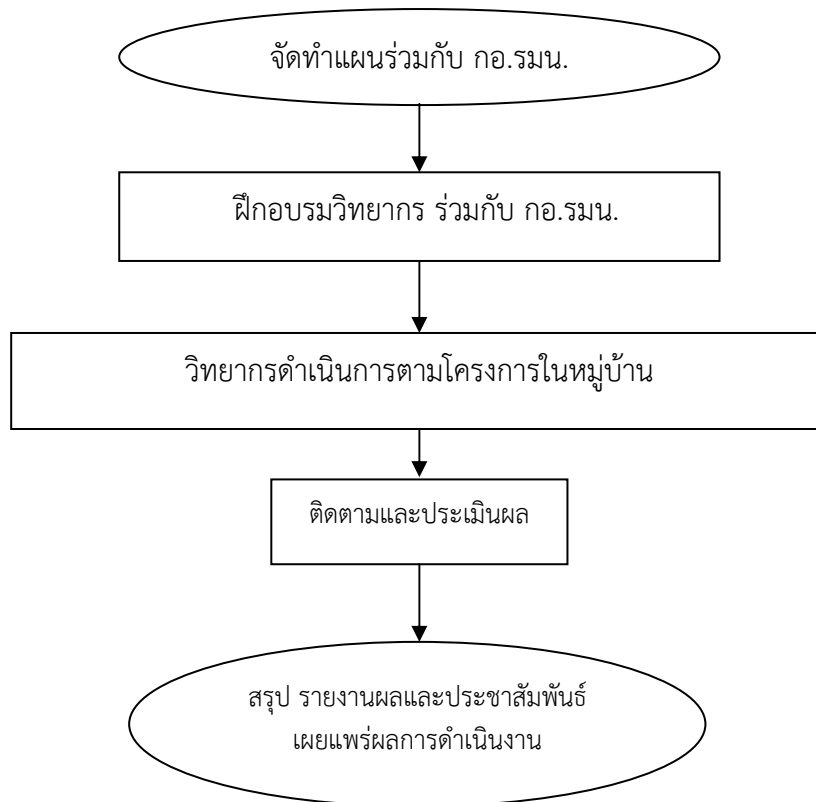 จัดทำแผนร่วมกับ กอ.รมน.
ฝึกอบรมวิทยากร ร่วมกับ กอ.รมน.
วิทยากรดำเนินการตามโครงการในหมู่บ้าน
ติดตามและประเมินผล
สรุป รายงานผลและประชาสัมพันธ์
เผยแพร่ผลการดำเนินงาน